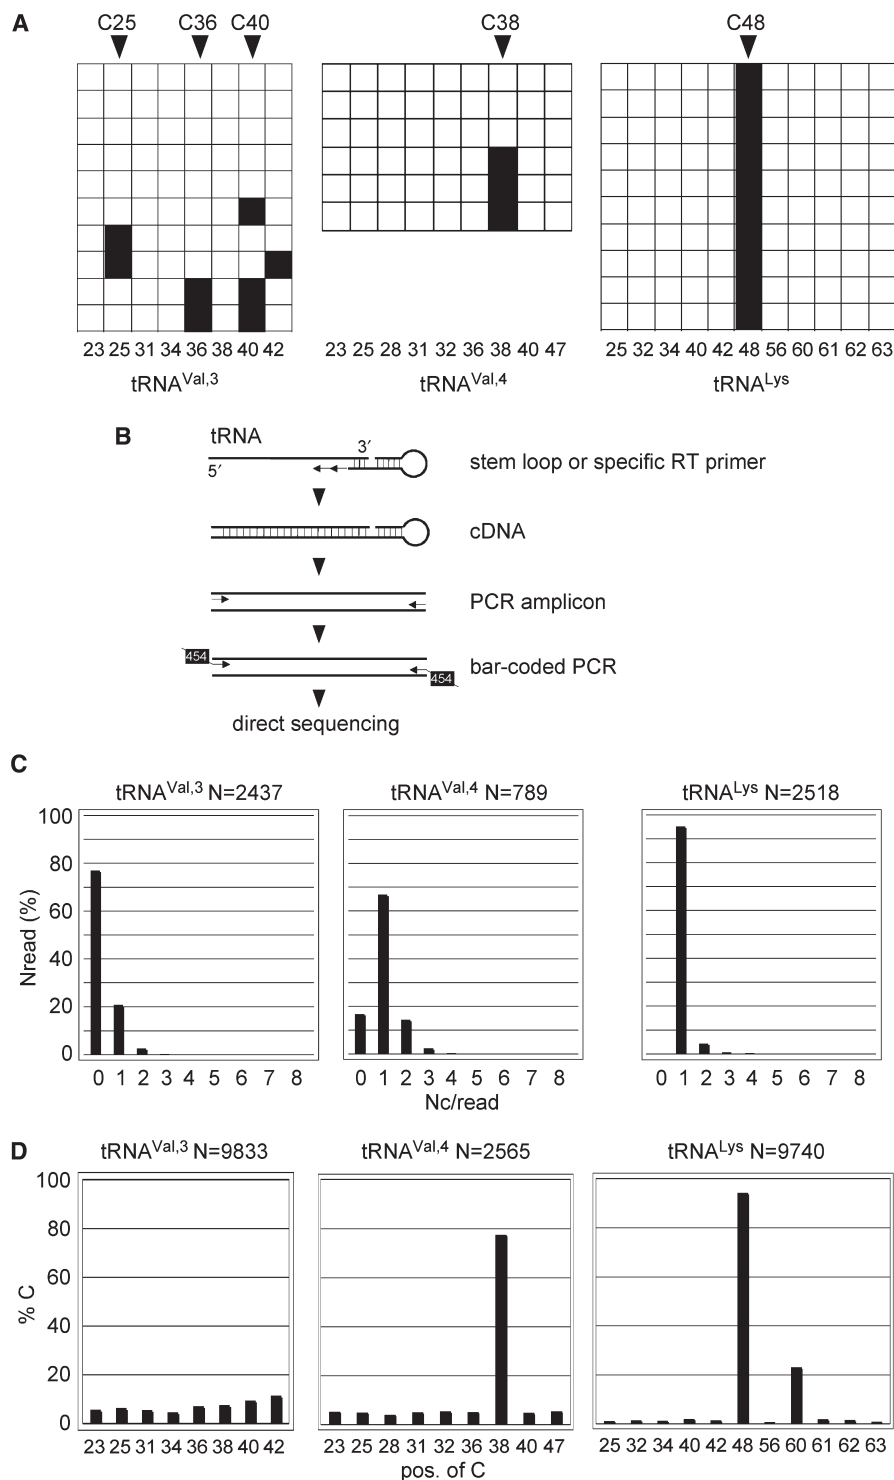 A
C25 C36 C40 C38 C48
23 25 31 34 36 38 40 42
23 25 28 31 32 36 38 40 47
25 32 34 40 42 48 56 60 61 62 63
tRNAVal,3 tRNAVal,4 tRNALys
B
tRNA
3′
5′
stem loop or specific RT primer
cDNA
PCR amplicon
454
bar-coded PCR
454
direct sequencing
C
tRNAVal,3 N=2437 tRNAVal,4 N=789 tRNALys N=2518
Nread (%)
100
80
60
40
20
0
0 1 2 3 4 5 6 7 8
0 1 2 3 4 5 6 7 8
0 1 2 3 4 5 6 7 8
Nc/read
D
tRNAVal,3 N=9833 tRNAVal,4 N=2565 tRNALys N=9740
% C
100
80
60
40
20
0
23 25 31 34 36 38 40 42
23 25 28 31 32 36 38 40 47
25 32 34 40 42 48 56 60 61 62 63
pos. of C